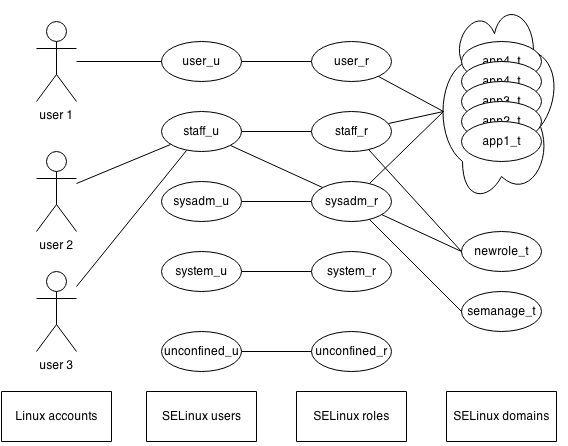 user_u
user_r
app4_t
app4_t
app3_t
app2_t
app1_t
user 1
staff_u
staff_r
sysadm_u
sysadm_r
user 2
newrole_t
system_u
system_r
semanage_t
user 3
unconfined_u
unconfined_r
Linux accounts
SELinux users
SELinux roles
SELinux domains